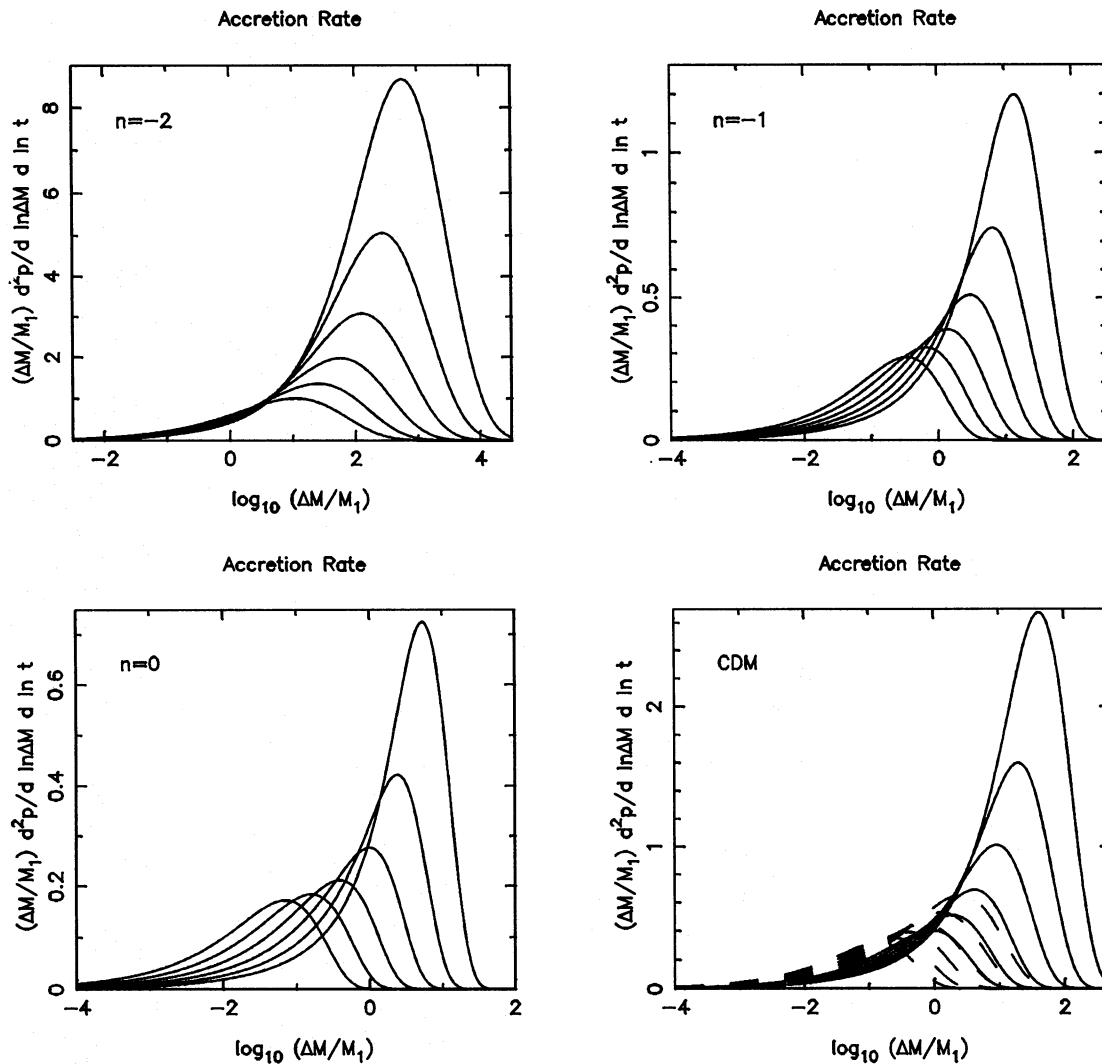 Accretion Rate
(ΔM/M₁) d²p/d lnΔM d ln t
8
6
4
2
0
n=−2
−2
0
2
4
log₁₀ (ΔM/M₁)
Accretion Rate
(ΔM/M₁) d²p/d lnΔM d ln t
1
0.5
0
n=−1
−4
−2
0
2
log₁₀ (ΔM/M₁)
Accretion Rate
(ΔM/M₁) d²p/d lnΔM d ln t
0.6
0.4
0.2
0
n=0
−4
−2
0
2
log₁₀ (ΔM/M₁)
Accretion Rate
(ΔM/M₁) d²p/d lnΔM d ln t
2
1
0
CDM
−4
−2
0
2
log₁₀ (ΔM/M₁)